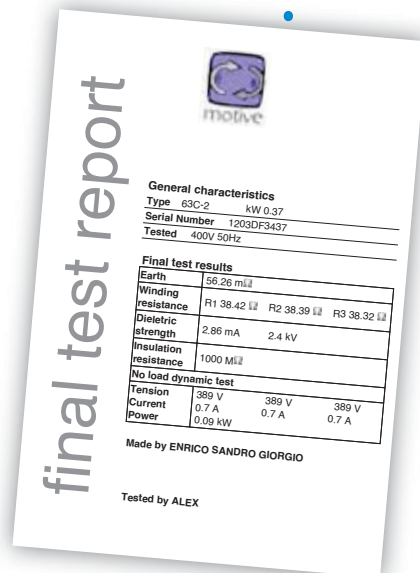 final test report
motive
General characteristics
Type 63C-2 kW 0.37
Serial Number 1203DF3437
Tested 400V 50Hz
Final test results
Earth 56.26 mΩ
Winding resistance R1 38.42 Ω R2 38.39 Ω R3 38.32 Ω
Dieletric strength 2.86 mA 2.4 kV
Insulation resistance 1000 MΩ
No load dynamic test
Tension 389 V 389 V 389 V
Current 0.7 A 0.7 A 0.7 A
Power 0.09 kW
Made by ENRICO SANDRO GIORGIO
Tested by ALEX